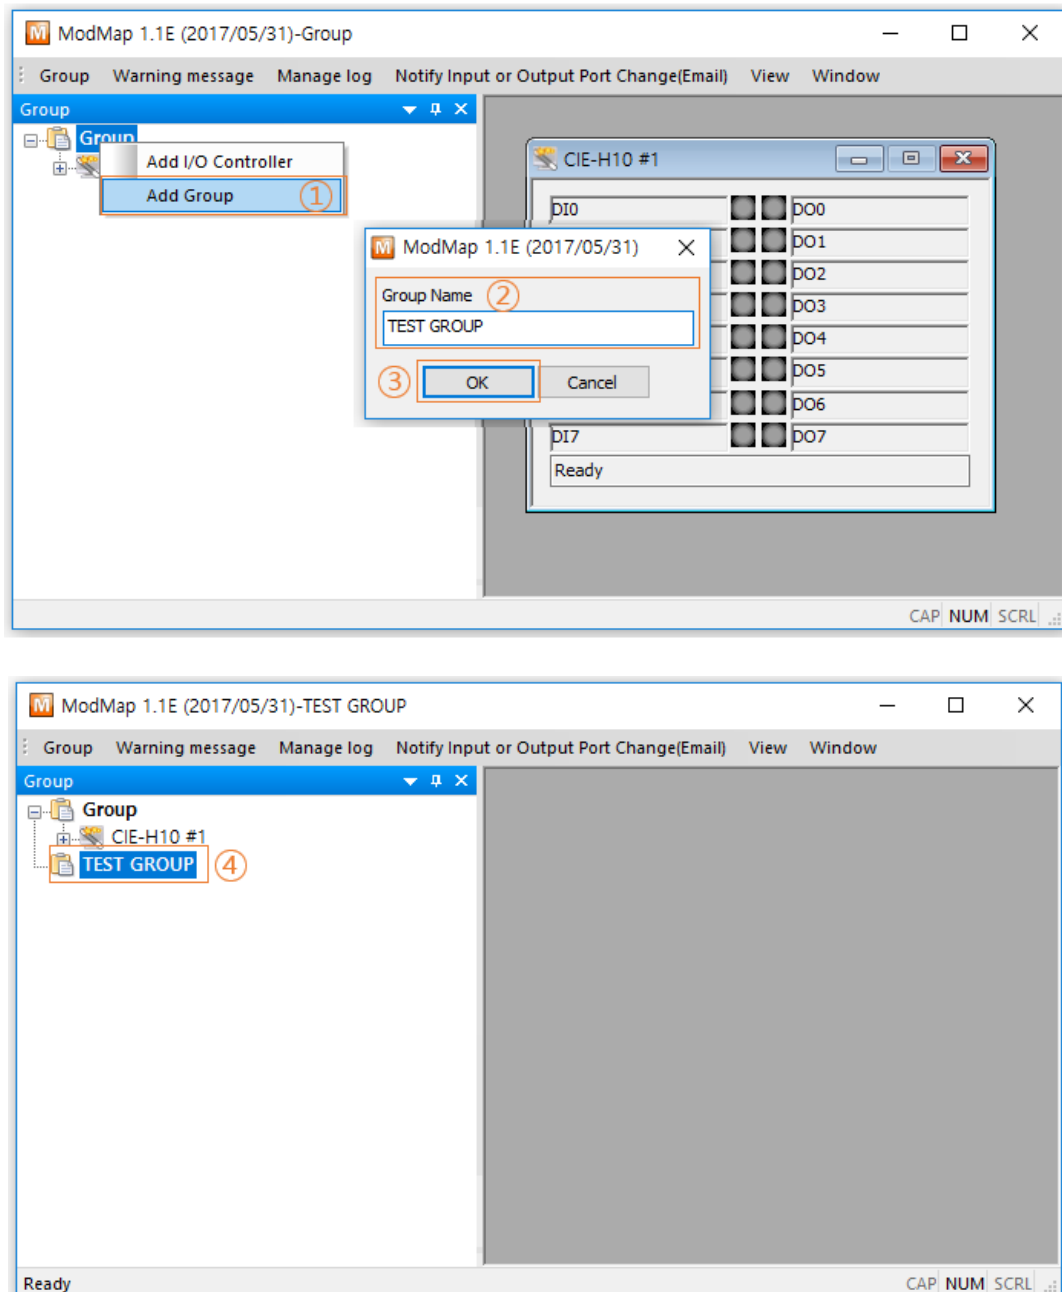 ModMap 1.1E (2017/05/31)-Group
Group Warning message Manage log Notify Input or Output Port Change(Email) View Window
Group
Group
Add I/O Controller
Add Group ①
CIE-H10 #1
DI0 DO0
DO1
DO2
DO3
DO4
DO5
DO6
DI7 DO7
Ready
ModMap 1.1E (2017/05/31)
Group Name ②
TEST GROUP
③ OK Cancel
CAP NUM SCRL
ModMap 1.1E (2017/05/31)-TEST GROUP
Group Warning message Manage log Notify Input or Output Port Change(Email) View Window
Group
Group
CIE-H10 #1
TEST GROUP ④
Ready CAP NUM SCRL